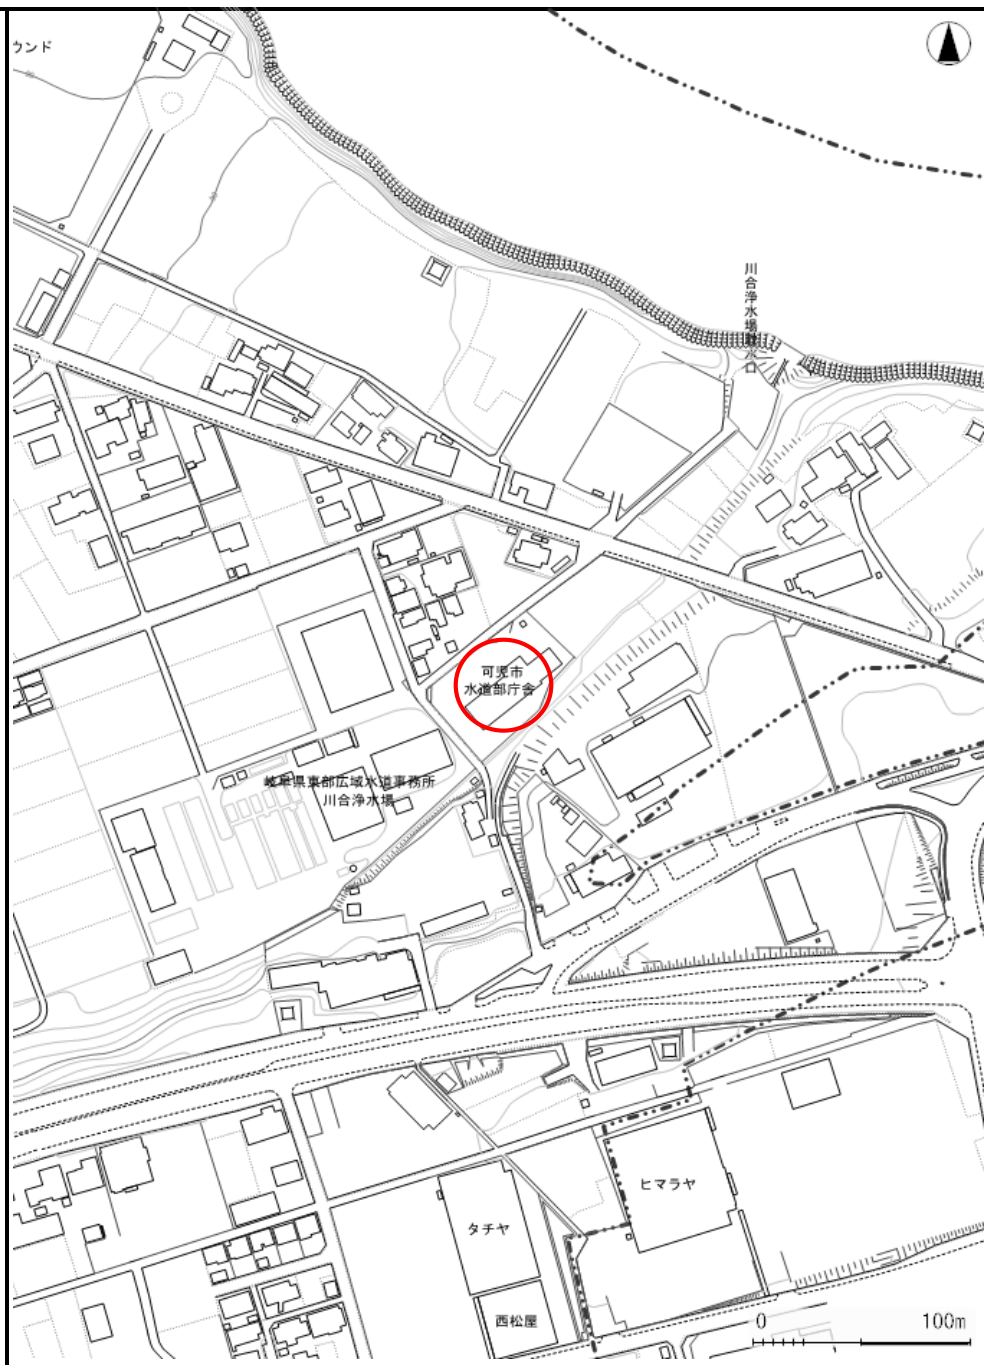 ウンド
川合浄水場取水口
可児市
水道部庁舎
岐阜県東部広域水道事務所
川合浄水場
ヒマラヤ
タチヤ
西松屋
0 100m